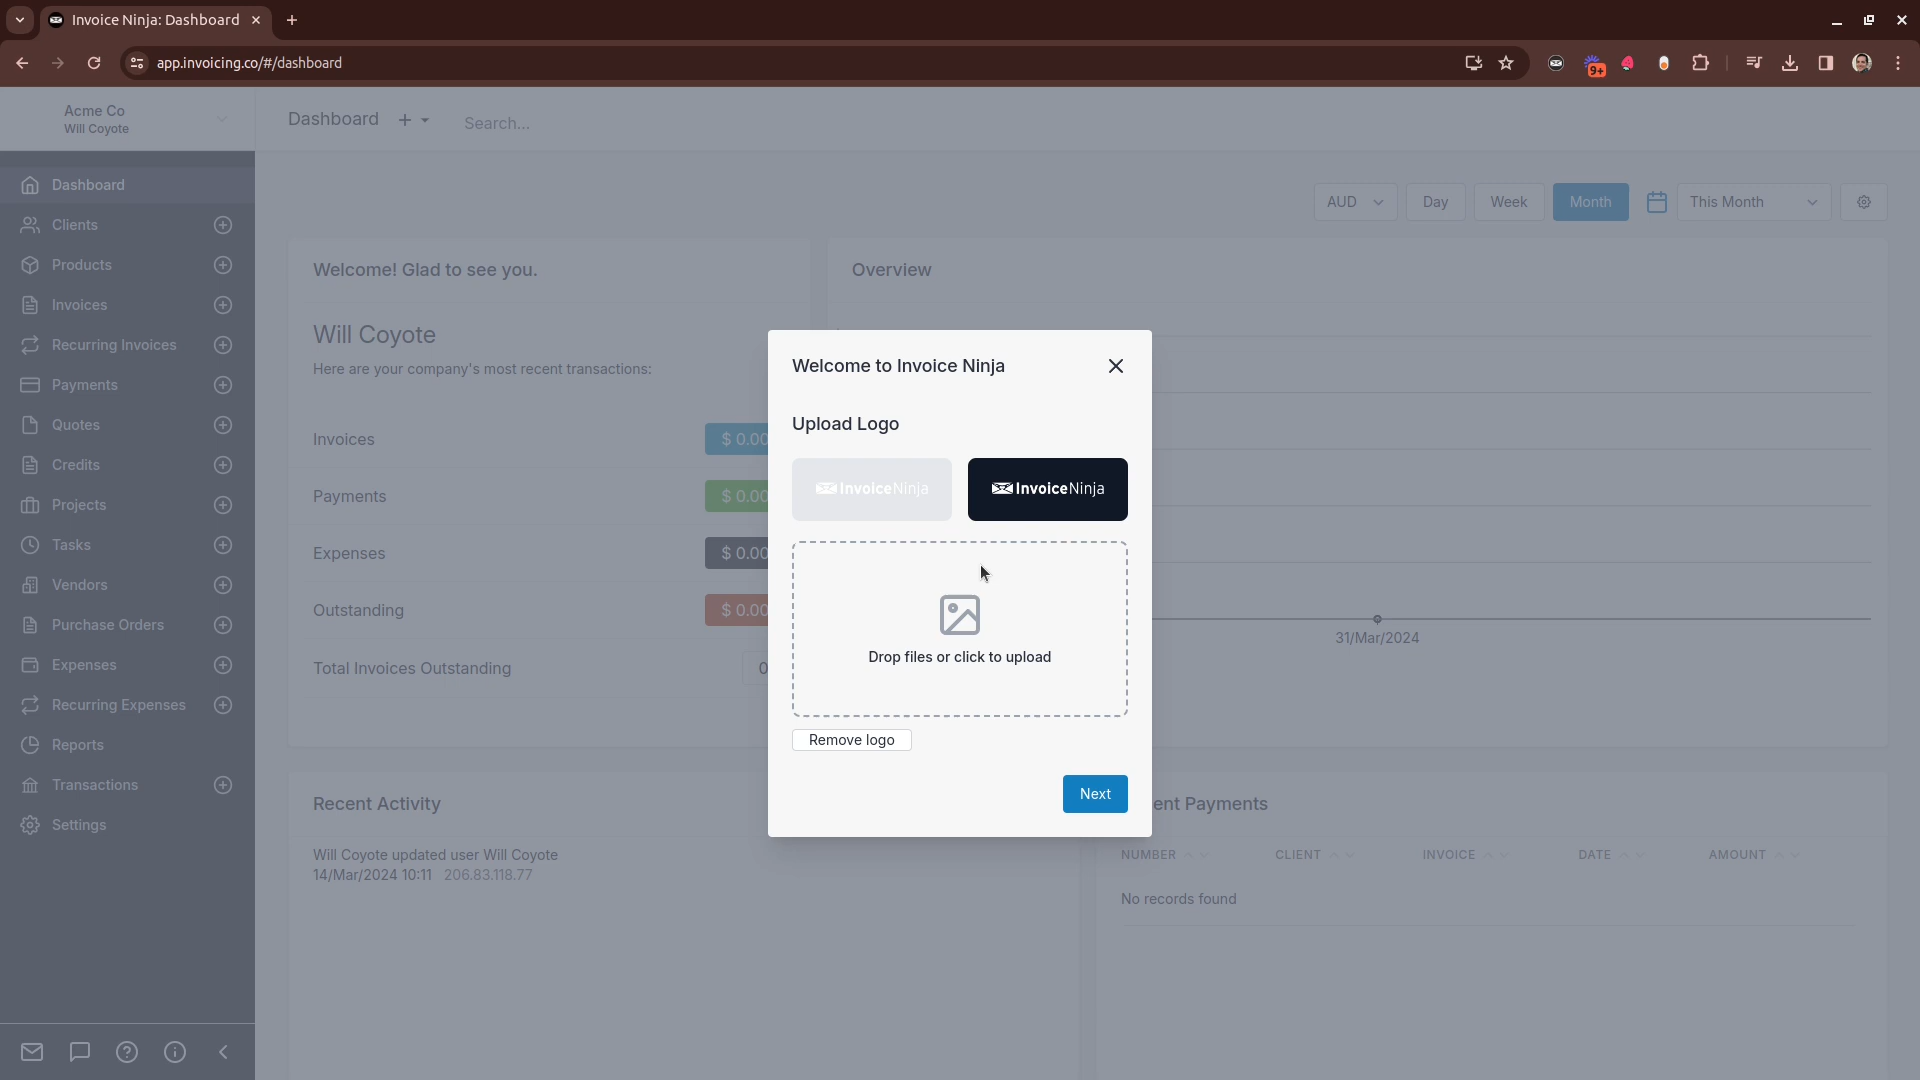 Invoice Ninja: Dashboard
app.invoicing.co/#/dashboard
9+
Acme Co
Will Coyote
Dashboard
Search...
Dashboard
Clients
Products
Invoices
Recurring Invoices
Payments
Quotes
Credits
Projects
Tasks
Vendors
Purchase Orders
Expenses
Recurring Expenses
Reports
Transactions
Settings
AUD
Day
Week
Month
This Month
Welcome! Glad to see you.
Will Coyote
Here are your company's most recent transactions:
Invoices $ 0.00
Payments $ 0.00
Expenses $ 0.00
Outstanding $ 0.00
Total Invoices Outstanding 0
Overview
31/Mar/2024
Welcome to Invoice Ninja
Upload Logo
InvoiceNinja
InvoiceNinja
Drop files or click to upload
Remove logo
Next
Recent Activity
Will Coyote updated user Will Coyote
14/Mar/2024 10:11 206.83.118.77
ent Payments
NUMBER CLIENT INVOICE DATE AMOUNT
No records found